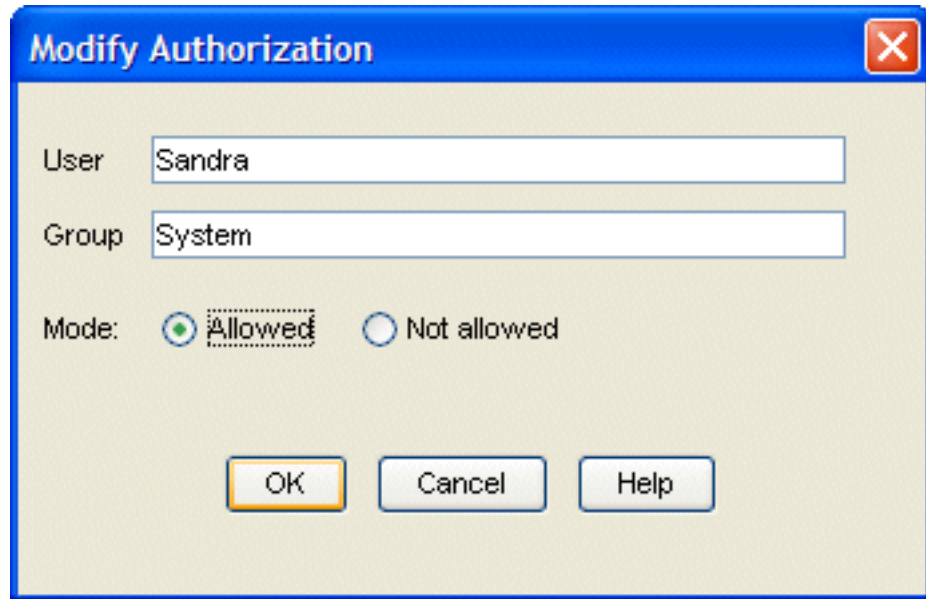 Modify Authorization
User Sandra
Group System
Mode: Allowed Not allowed
OK Cancel Help